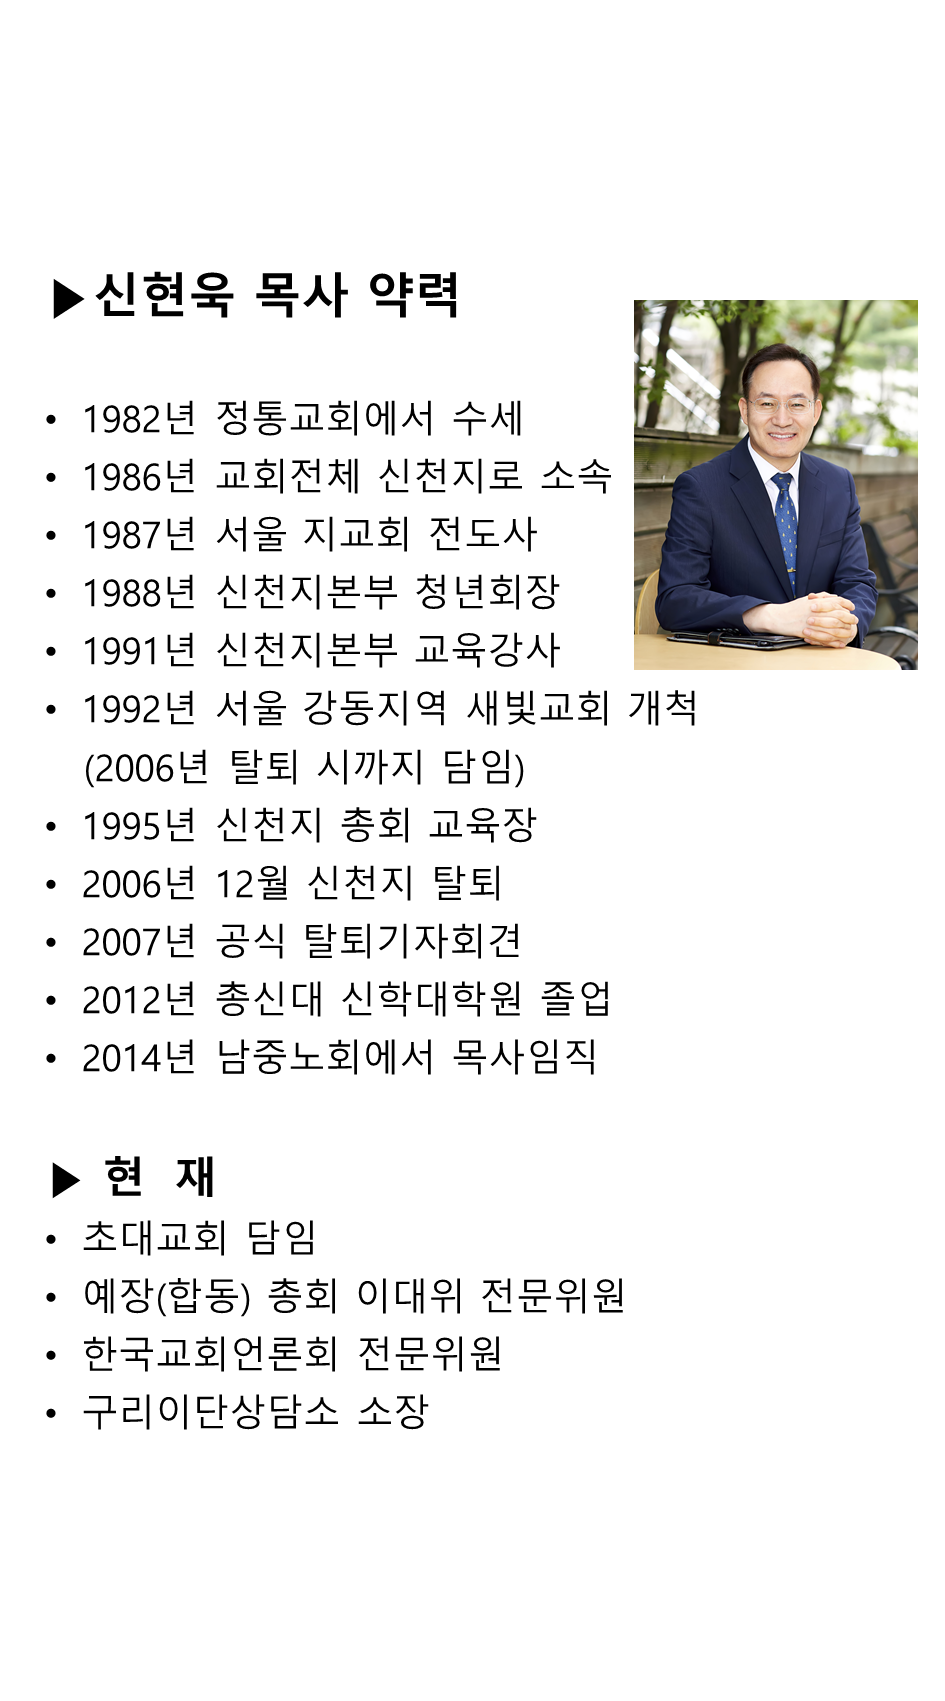 ▶신현욱 목사 약력
• 1982년 정통교회에서 수세
• 1986년 교회전체 신천지로 소속
• 1987년 서울 지교회 전도사
• 1988년 신천지본부 청년회장
• 1991년 신천지본부 교육강사
• 1992년 서울 강동지역 새빛교회 개척
(2006년 탈퇴 시까지 담임)
• 1995년 신천지 총회 교육장
• 2006년 12월 신천지 탈퇴
• 2007년 공식 탈퇴기자회견
• 2012년 총신대 신학대학원 졸업
• 2014년 남중노회에서 목사임직
▶ 현 재
• 초대교회 담임
• 예장(합동) 총회 이대위 전문위원
• 한국교회언론회 전문위원
• 구리이단상담소 소장